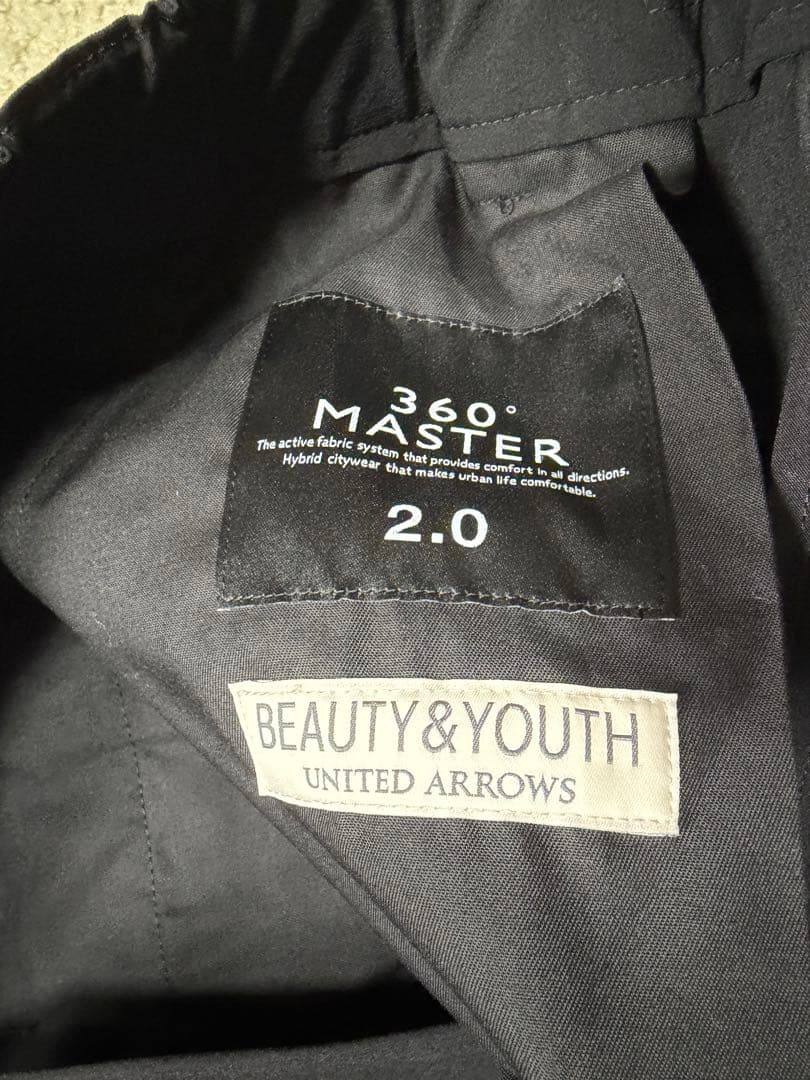 360°
MASTER
The active fabric system that provides comfort in all directions.
Hybrid citywear that makes urban life comfortable.
2.0
BEAUTY&YOUTH
UNITED ARROWS